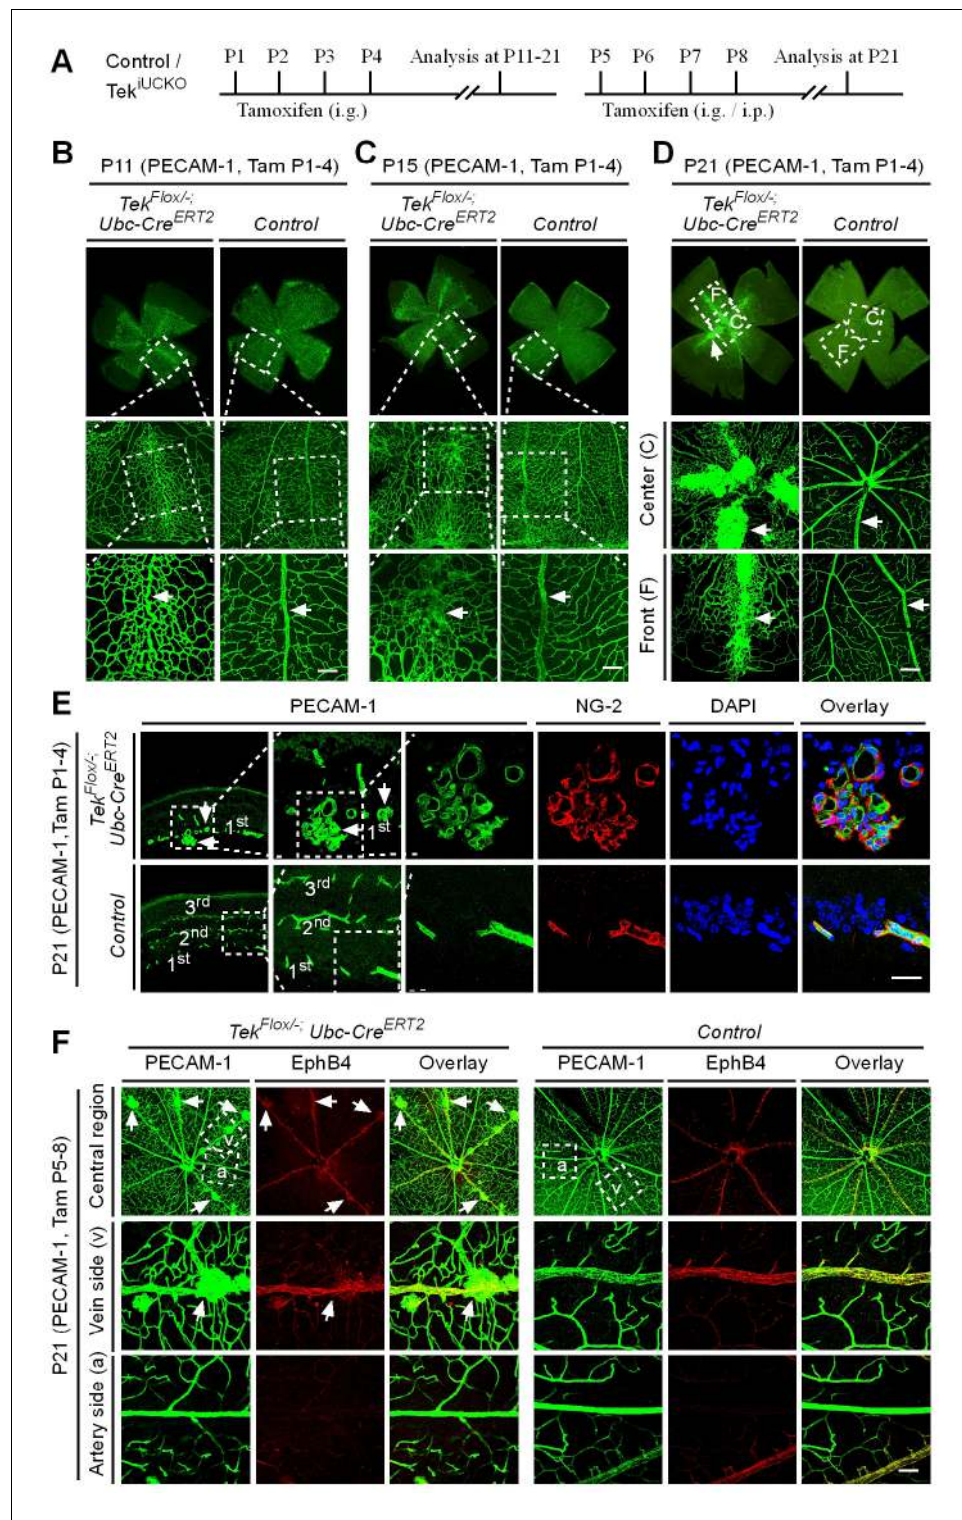 A
Control /
Tek^iUCKO
P1 P2 P3 P4 Analysis at P11-21
Tamoxifen (i.g.)
P5 P6 P7 P8 Analysis at P21
Tamoxifen (i.g. / i.p.)
B
P11 (PECAM-1, Tam P1-4)
Tek^Flox/-;
Ubc-Cre^ERT2
Control
C
P15 (PECAM-1, Tam P1-4)
Tek^Flox/-;
Ubc-Cre^ERT2
Control
D
P21 (PECAM-1, Tam P1-4)
Tek^Flox/-;
Ubc-Cre^ERT2
Control
F
C
C
F
Center (C)
Front (F)
E
PECAM-1 NG-2 DAPI Overlay
P21 (PECAM-1,Tam P1-4)
Tek^Flox/-;
Ubc-Cre^ERT2
1st
1st
Control
3rd
2nd
1st
3rd
2nd
1st
F
Tek^Flox/-; Ubc-Cre^ERT2
Control
PECAM-1 EphB4 Overlay PECAM-1 EphB4 Overlay
P21 (PECAM-1, Tam P5-8)
Central region
v
a
a
v
Vein side (v)
Artery side (a)